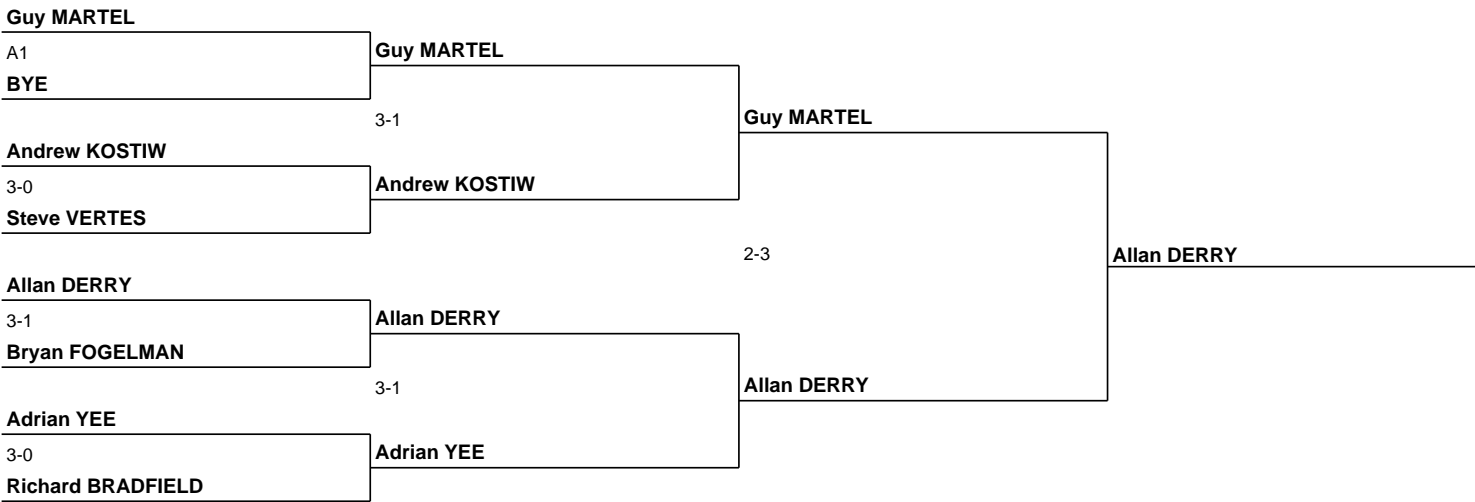 Guy MARTEL
A1
BYE
Guy MARTEL
3-1
Guy MARTEL
Andrew KOSTIW
3-0
Steve VERTES
Andrew KOSTIW
2-3
Allan DERRY
Allan DERRY
3-1
Bryan FOGELMAN
Allan DERRY
3-1
Allan DERRY
Adrian YEE
3-0
Richard BRADFIELD
Adrian YEE